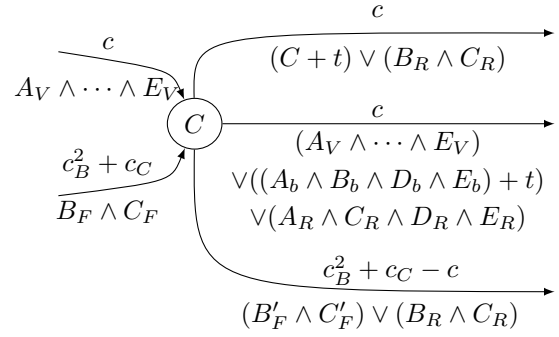 c
(C + t) ∨ (B_R ∧ C_R)
c
A_V ∧ ⋯ ∧ E_V
C
c
(A_V ∧ ⋯ ∧ E_V)
∨((A_b ∧ B_b ∧ D_b ∧ E_b) + t)
∨(A_R ∧ C_R ∧ D_R ∧ E_R)
c_B^2 + c_C
B_F ∧ C_F
c_B^2 + c_C − c
(B'_F ∧ C'_F) ∨ (B_R ∧ C_R)